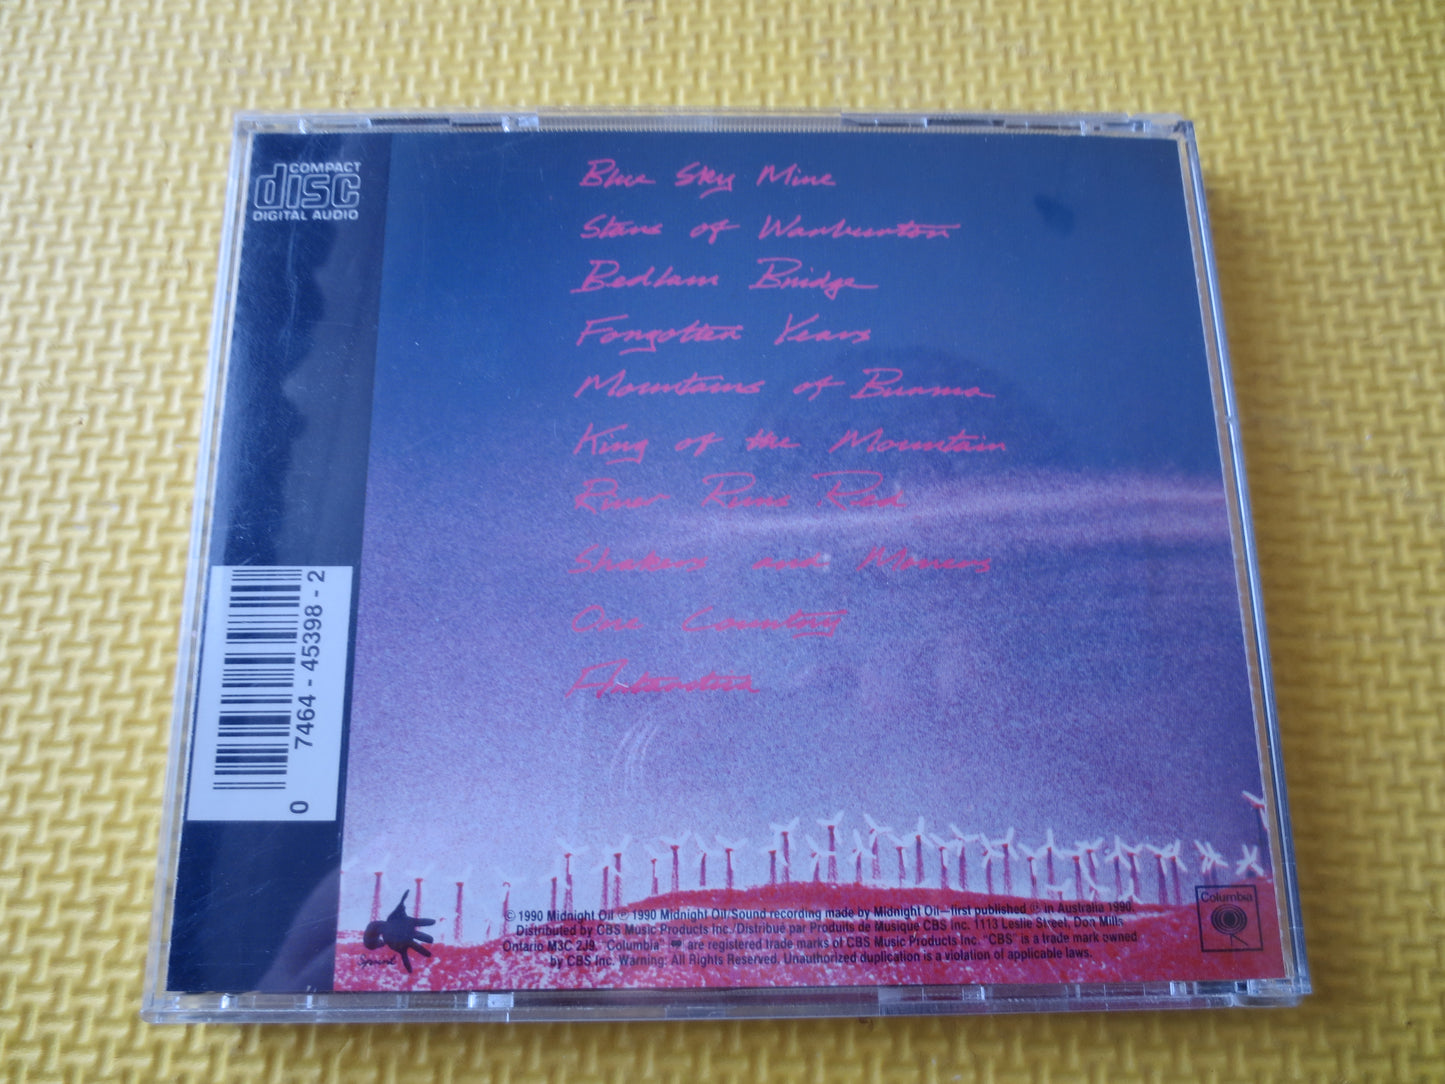 COMPACT
disc
DIGITAL AUDIO
Blue Sky Mine
Stars of Warburton
Bedlam Bridge
Forgotten Years
Mountains of Burma
King of the Mountain
River Runs Red
Shakers and Movers
One Country
Antarctica
0 7464-45398-2
Columbia
© 1990 Midnight Oil ℗ 1990 Midnight Oil/Sound recording made by Midnight Oil—first published ℗ in Australia 1990.
Distributed by CBS Music Products Inc./Distribué par Produits de Musique CBS Inc. 1113 Leslie Street, Don Mills,
Ontario M3C 2J9. "Columbia" are registered trade marks of CBS Music Products Inc. "CBS" is a trade mark owned
by CBS Inc. Warning: All Rights Reserved. Unauthorized duplication is a violation of applicable laws.